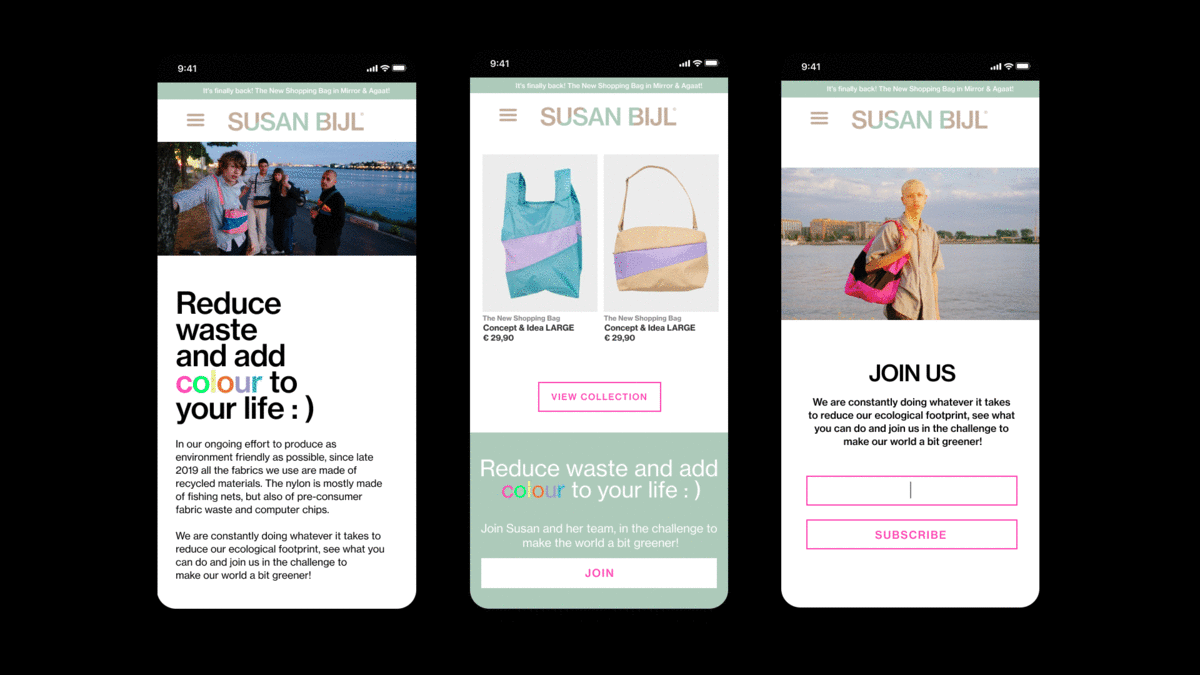 9:41
It's finally back! The New Shopping Bag in Mirror & Agaat!
SUSAN BIJL®
Reduce
waste
and add
colour to
your life : )
In our ongoing effort to produce as
environment friendly as possible, since late
2019 all the fabrics we use are made of
recycled materials. The nylon is mostly made
of fishing nets, but also of pre-consumer
fabric waste and computer chips.
We are constantly doing whatever it takes to
reduce our ecological footprint, see what you
can do and join us in the challenge to
make our world a bit greener!
9:41
It's finally back! The New Shopping Bag in Mirror & Agaat!
SUSAN BIJL®
The New Shopping Bag
Concept & Idea LARGE
€ 29,90
The New Shopping Bag
Concept & Idea LARGE
€ 29,90
VIEW COLLECTION
Reduce waste and add
colour to your life : )
Join Susan and her team, in the challenge to
make the world a bit greener!
JOIN
9:41
It's finally back! The New Shopping Bag in Mirror & Agaat!
SUSAN BIJL®
JOIN US
We are constantly doing whatever it takes
to reduce our ecological footprint, see what
you can do and join us in the challenge to
make our world a bit greener!
SUBSCRIBE